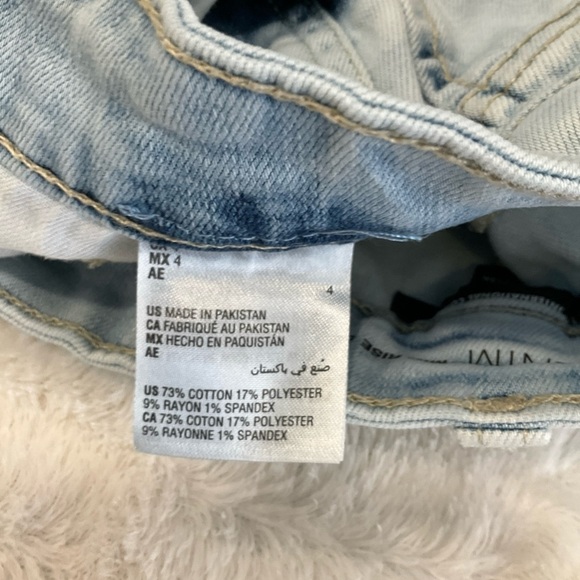 MX 4
AE
4
US MADE IN PAKISTAN
CA FABRIQUÉ AU PAKISTAN
MX HECHO EN PAQUISTÁN
AE
صُنع في باكستان
US 73% COTTON 17% POLYESTER
9% RAYON 1% SPANDEX
CA 73% COTON 17% POLYESTER
9% RAYONNE 1% SPANDEX